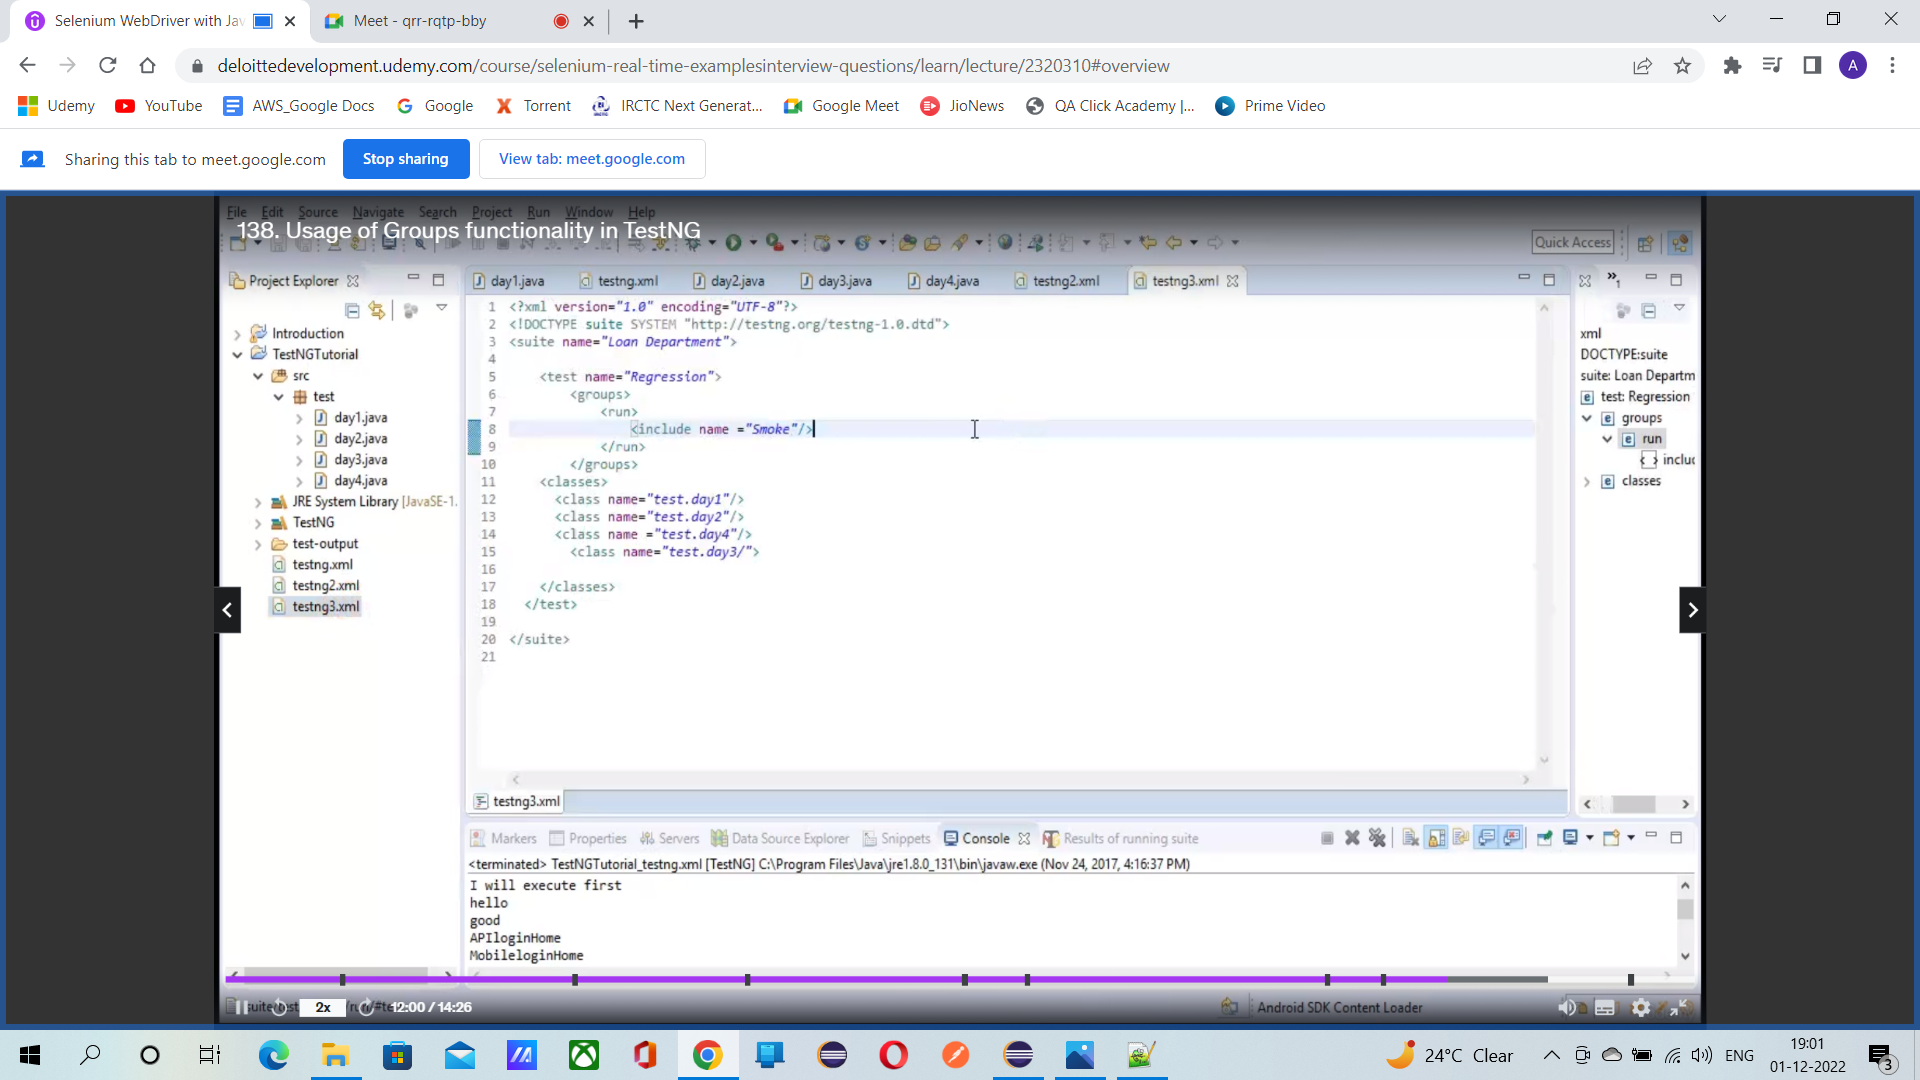 Selenium WebDriver with Jav
Meet - qrr-rqtp-bby
deloittedevelopment.udemy.com/course/selenium-real-time-examplesinterview-questions/learn/lecture/2320310#overview
A
Udemy
YouTube
AWS_Google Docs
Google
Torrent
IRCTC Next Generat...
Google Meet
JioNews
QA Click Academy |...
Prime Video
Sharing this tab to meet.google.com
Stop sharing
View tab: meet.google.com
File Edit Source Navigate Search Project Run Window Help
138. Usage of Groups functionality in TestNG
Quick Access
Project Explorer
Introduction
TestNGTutorial
src
test
day1.java
day2.java
day3.java
day4.java
JRE System Library [JavaSE-1.
TestNG
test-output
testng.xml
testng2.xml
testng3.xml
day1.java
testng.xml
day2.java
day3.java
day4.java
testng2.xml
testng3.xml
1 <?xml version="1.0" encoding="UTF-8"?>
2 <!DOCTYPE suite SYSTEM "http://testng.org/testng-1.0.dtd">
3 <suite name="Loan Department">
4
5 <test name="Regression">
6 <groups>
7 <run>
8 <include name ="Smoke"/>
9 </run>
10 </groups>
11 <classes>
12 <class name="test.day1"/>
13 <class name="test.day2"/>
14 <class name ="test.day4"/>
15 <class name="test.day3/">
16
17 </classes>
18 </test>
19
20 </suite>
21
testng3.xml
xml
DOCTYPE:suite
suite: Loan Departm
test: Regression
groups
run
includ
classes
Markers
Properties
Servers
Data Source Explorer
Snippets
Console
Results of running suite
<terminated> TestNGTutorial_testng.xml [TestNG] C:\Program Files\Java\jre1.8.0_131\bin\javaw.exe (Nov 24, 2017, 4:16:37 PM)
I will execute first
hello
good
APIloginHome
MobileloginHome
2x
12:00 / 14:26
Android SDK Content Loader
24°C Clear
ENG
19:01
01-12-2022
3